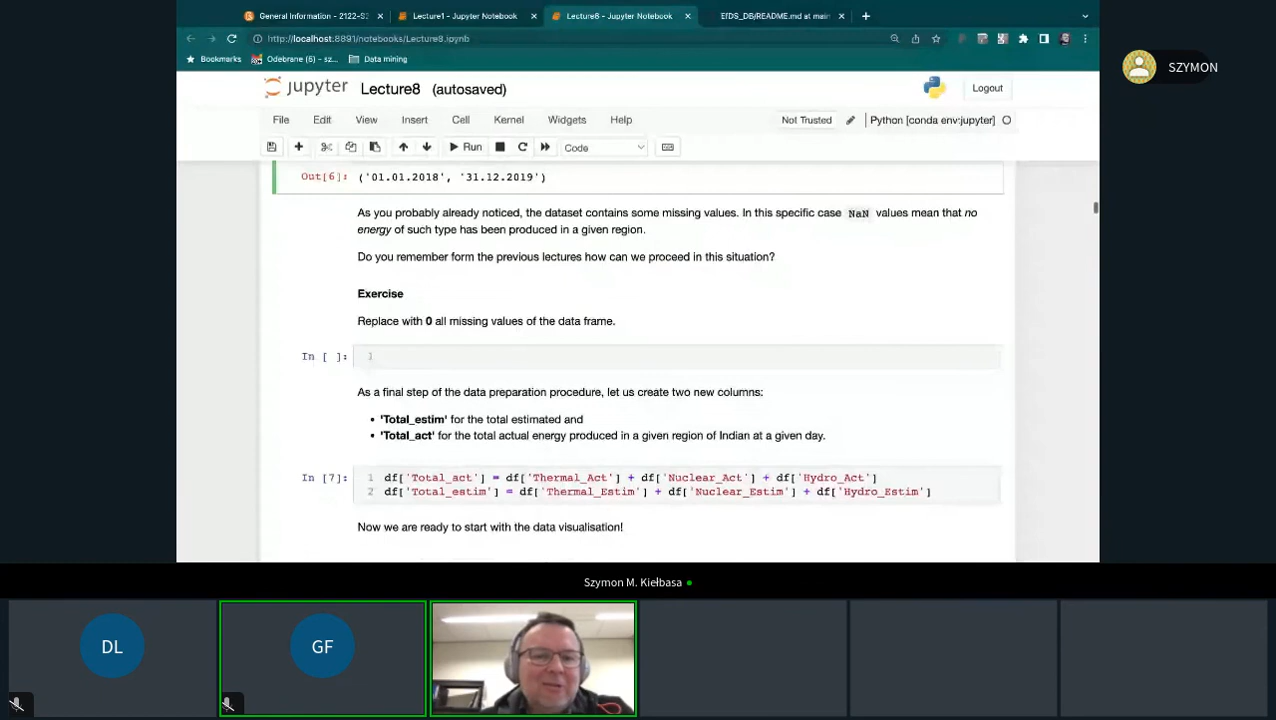 General Information - 2122-S2
Lecture1 - Jupyter Notebook
Lecture8 - Jupyter Notebook
EfDS_DB/README.md at main
http://localhost:8891/notebooks/Lecture8.ipynb
Bookmarks
Odebrane (6) - sz...
Data mining
SZYMON
jupyter
Lecture8
(autosaved)
Logout
File
Edit
View
Insert
Cell
Kernel
Widgets
Help
Not Trusted
Python [conda env:jupyter]
Run
Code
Out[6]: ('01.01.2018', '31.12.2019')
As you probably already noticed, the dataset contains some missing values. In this specific case NaN values mean that no
energy of such type has been produced in a given region.
Do you remember form the previous lectures how can we proceed in this situation?
Exercise
Replace with 0 all missing values of the data frame.
In [ ]: 1
As a final step of the data preparation procedure, let us create two new columns:
• 'Total_estim' for the total estimated and
• 'Total_act' for the total actual energy produced in a given region of Indian at a given day.
In [7]: 1 df['Total_act'] = df['Thermal_Act'] + df['Nuclear_Act'] + df['Hydro_Act']
2 df['Total_estim'] = df['Thermal_Estim'] + df['Nuclear_Estim'] + df['Hydro_Estim']
Now we are ready to start with the data visualisation!
Szymon M. Kiełbasa
DL
GF